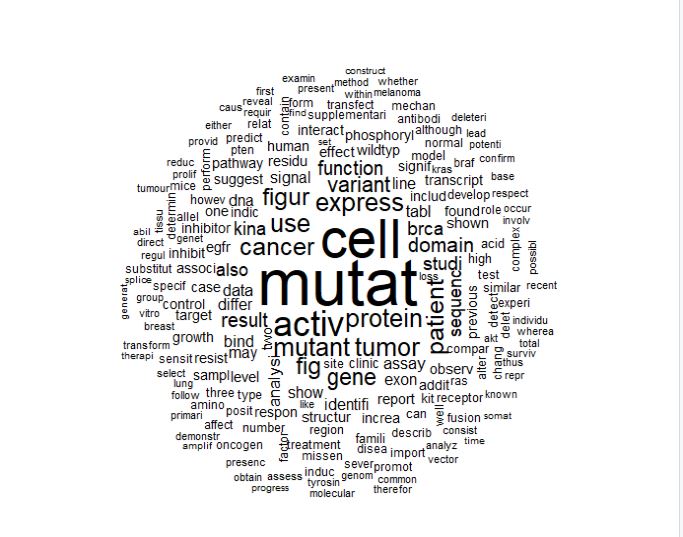 construct
examin method whether
first present within melanoma
reveal form transfect mechan
caus requir contain find supplementari antibodi deleteri
either relat interact phosphoryl although lead
provid predict human set effect wildtyp normal potenti
pten model
reduc perform pathway residu function signif kras braf confirm
prolif suggest signal variant line transcript base
tumour mice figur express includ develop respect
determin howev dna tabl found role occur
tissu allel one indic use cell brca shown involv
abil inhibitor kina
direct genet cancer domain acid complex possibl
regul inhibit egfr studi high
substitut associ also mutat loss test
splice specif case data patient sequenc similar recent
generat group control differ previous detect experi
vitro target result activ protein delet individu
breast two akt wherea
transform growth bind mutant tumor compar total
therapi sensit resist may analysi fig site clinic assay observ alter chang surviv thus
select sampl level gene exon addit ras repr
lung
follow three type show like identifi report kit receptor known
amino
primari posit respon structur increa can well fusion somat
affect number region describ consist
demonstr factor famili analyz time
amplif oncogen treatment disea import
missen vector
presenc induc sever promot
obtain assess tyrosin genom common
progress molecular therefor